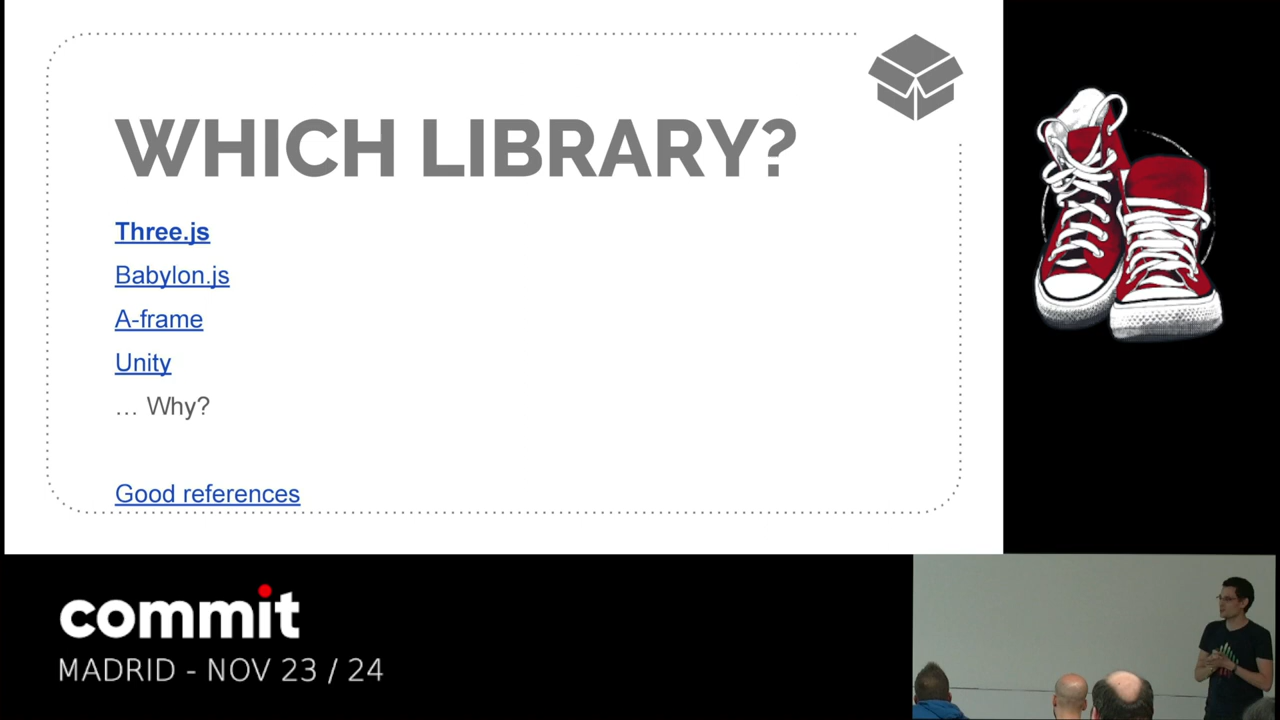 WHICH LIBRARY?
Three.js
Babylon.js
A-frame
Unity
... Why?
Good references
commit
MADRID - NOV 23 / 24